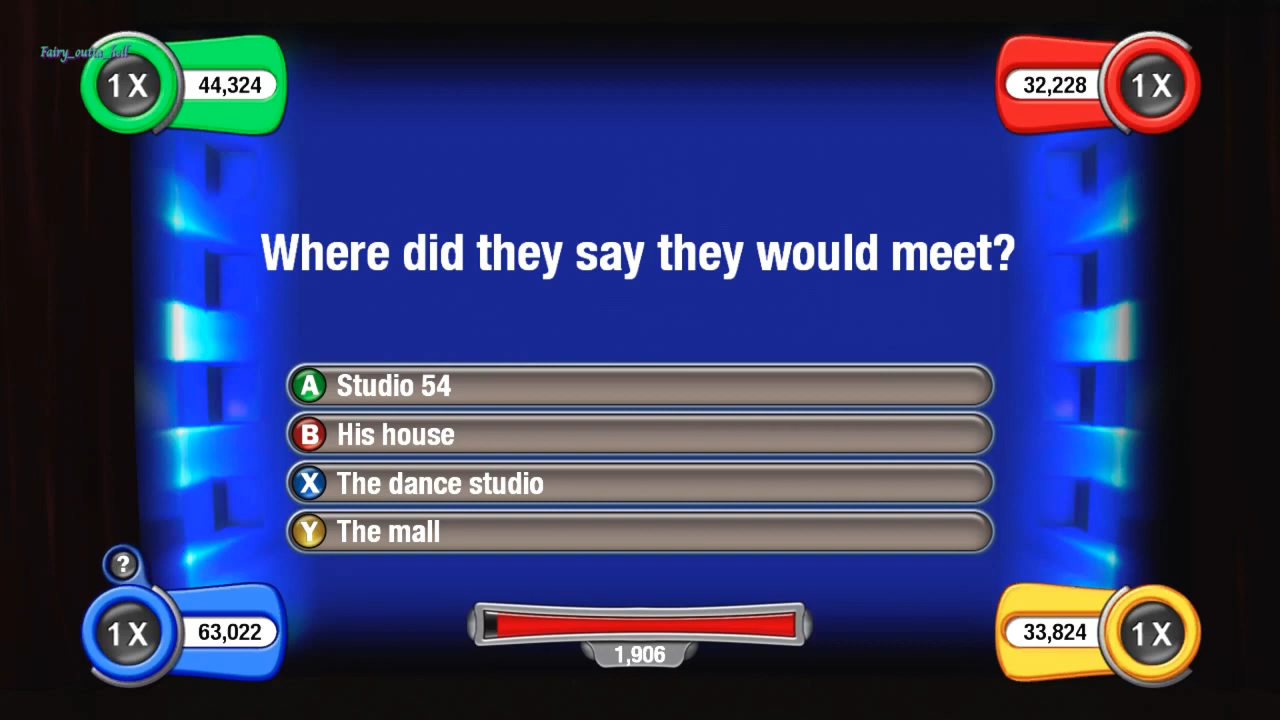 Fairy_outta_hell
1X 44,324
32,228 1X
Where did they say they would meet?
A Studio 54
B His house
X The dance studio
Y The mall
?
1X 63,022
1,906
33,824 1X